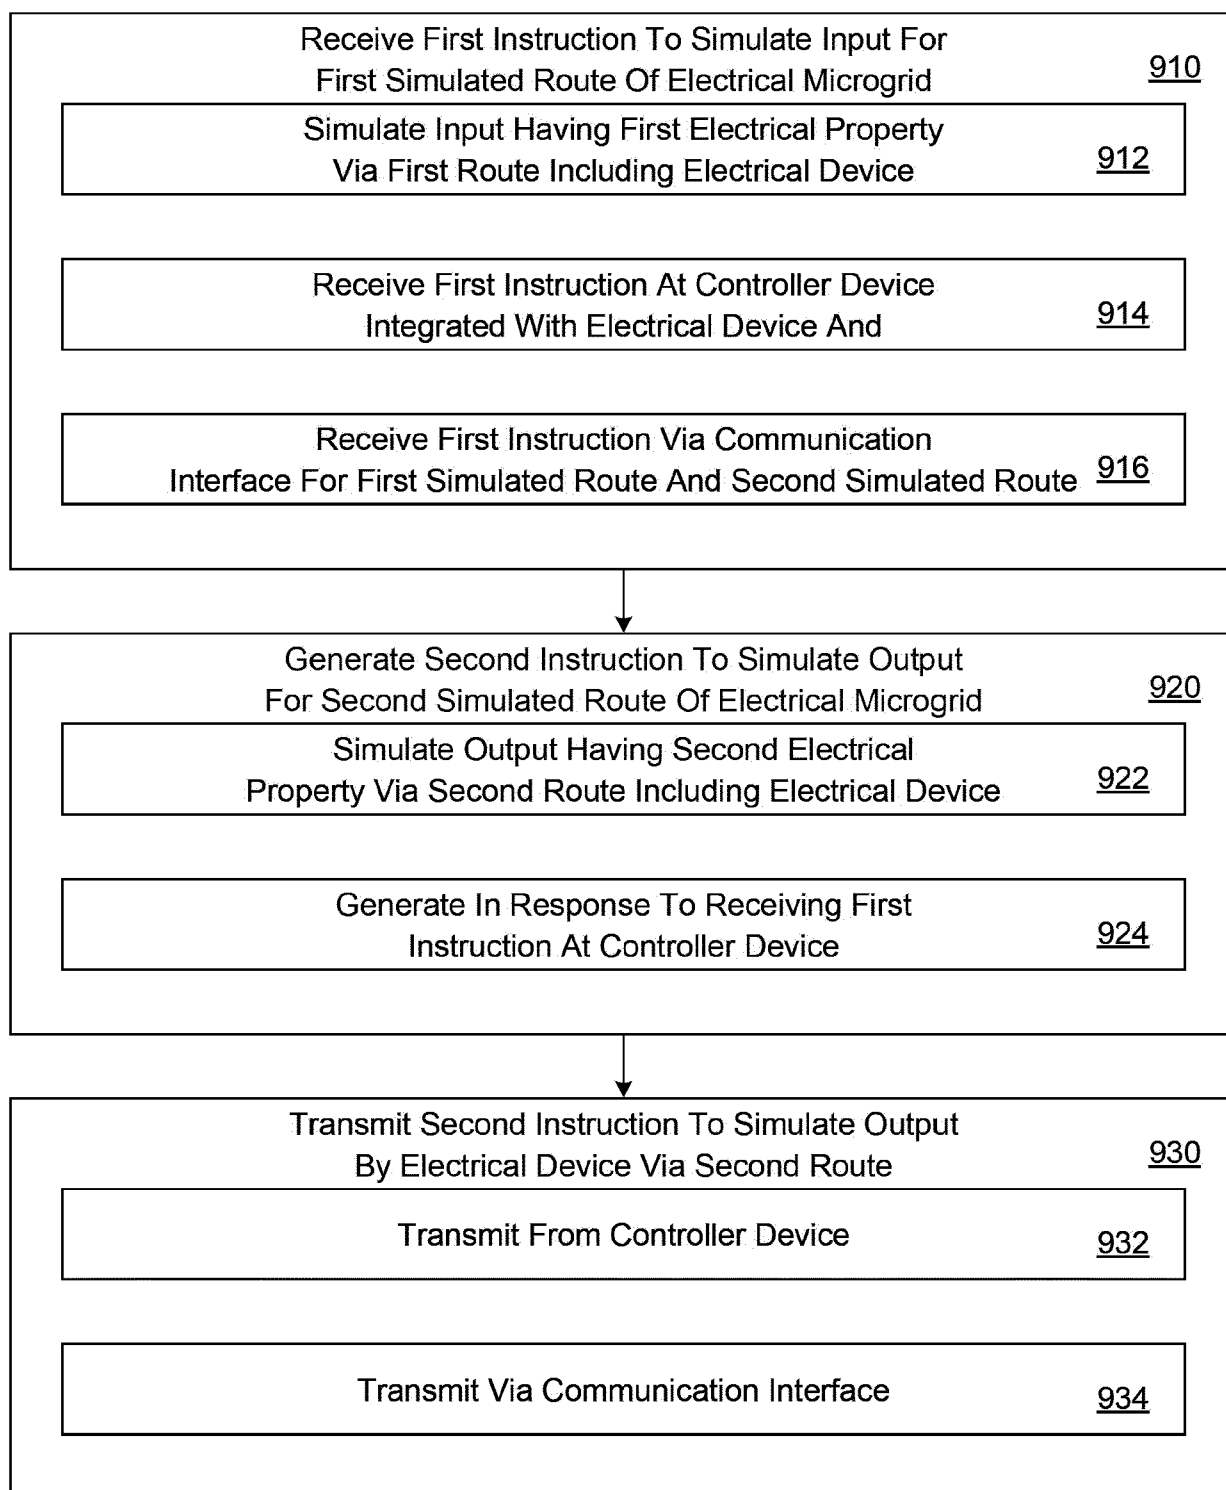 Receive First Instruction To Simulate Input For
First Simulated Route Of Electrical Microgrid
910
Simulate Input Having First Electrical Property
Via First Route Including Electrical Device
912
Receive First Instruction At Controller Device
Integrated With Electrical Device And
914
Receive First Instruction Via Communication
Interface For First Simulated Route And Second Simulated Route
916
Generate Second Instruction To Simulate Output
For Second Simulated Route Of Electrical Microgrid
920
Simulate Output Having Second Electrical
Property Via Second Route Including Electrical Device
922
Generate In Response To Receiving First
Instruction At Controller Device
924
Transmit Second Instruction To Simulate Output
By Electrical Device Via Second Route
930
Transmit From Controller Device
932
Transmit Via Communication Interface
934